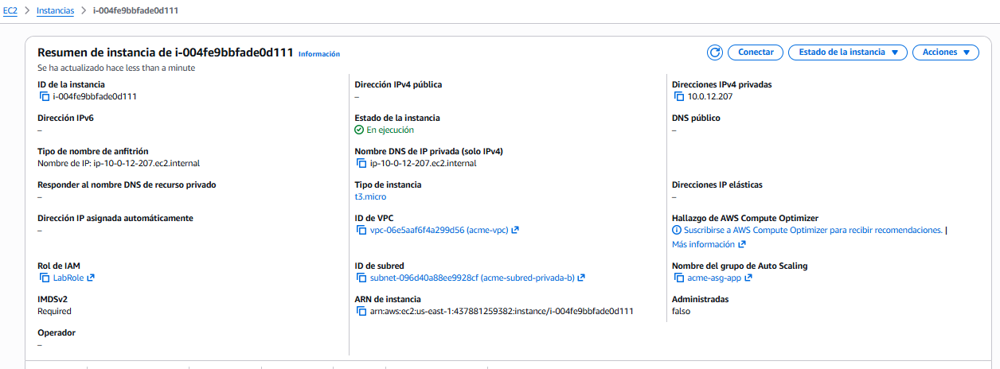 EC2 > Instancias > i-004fe9bbfade0d111
Resumen de instancia de i-004fe9bbfade0d111 Información
Conectar
Estado de la instancia
Acciones
Se ha actualizado hace less than a minute
ID de la instancia
i-004fe9bbfade0d111
Dirección IPv4 pública
–
Direcciones IPv4 privadas
10.0.12.207
Dirección IPv6
–
Estado de la instancia
En ejecución
DNS público
–
Tipo de nombre de anfitrión
Nombre de IP: ip-10-0-12-207.ec2.internal
Nombre DNS de IP privada (solo IPv4)
ip-10-0-12-207.ec2.internal
Responder al nombre DNS de recurso privado
–
Tipo de instancia
t3.micro
Direcciones IP elásticas
–
Dirección IP asignada automáticamente
–
ID de VPC
vpc-06e5aaf6f4a299d56 (acme-vpc)
Hallazgo de AWS Compute Optimizer
Suscribirse a AWS Compute Optimizer para recibir recomendaciones. |
Más información
Rol de IAM
LabRole
ID de subred
subnet-096d40a88ee9928cf (acme-subred-privada-b)
Nombre del grupo de Auto Scaling
acme-asg-app
IMDSv2
Required
ARN de instancia
arn:aws:ec2:us-east-1:437881259382:instance/i-004fe9bbfade0d111
Administradas
falso
Operador
–